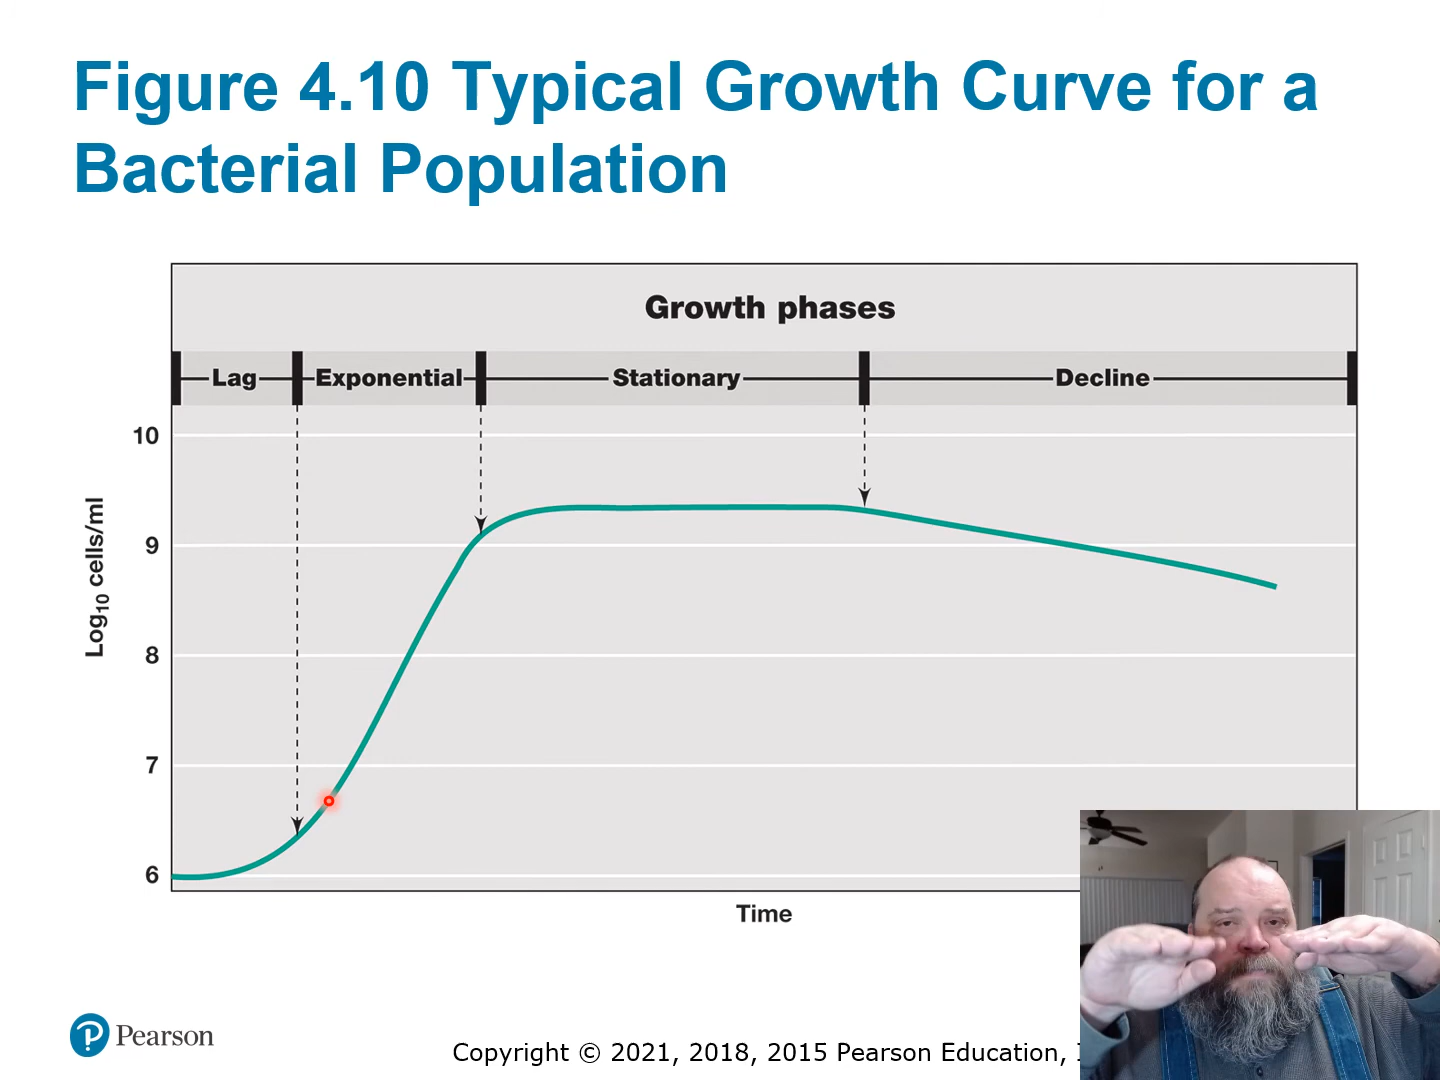 Figure 4.10 Typical Growth Curve for a
Bacterial Population
Growth phases
Lag
Exponential
Stationary
Decline
10
9
8
7
6
Log10 cells/ml
Time
Pearson
Copyright © 2021, 2018, 2015 Pearson Education,